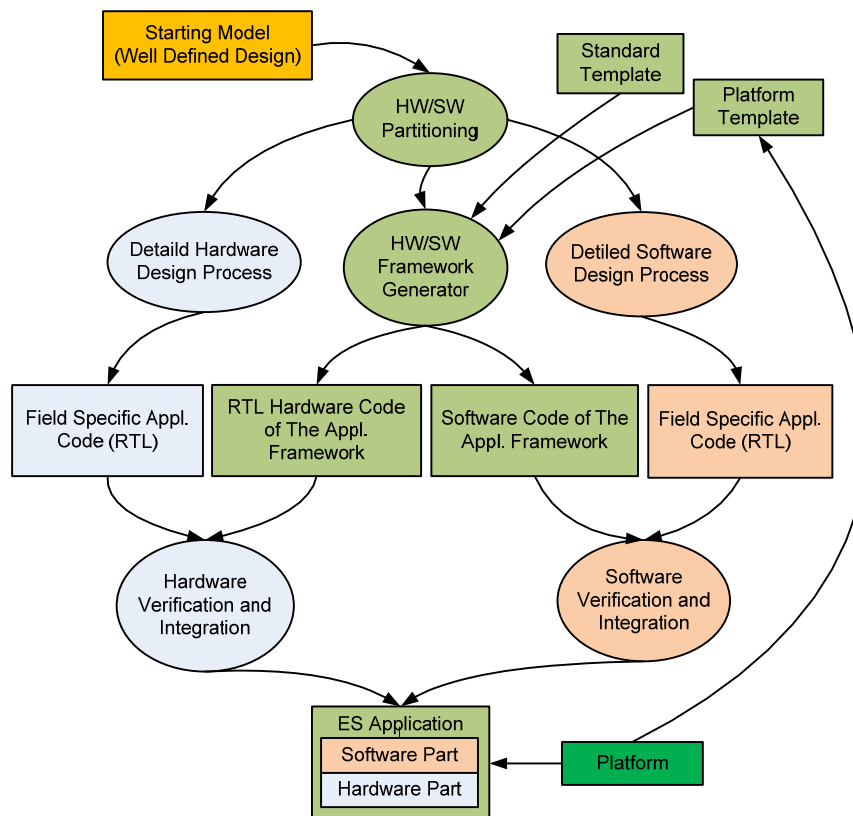 Starting Model
(Well Defined Design)
Standard
Template
Platform
Template
HW/SW
Partitioning
Detaild Hardware
Design Process
HW/SW
Framework
Generator
Detiled Software
Design Process
Field Specific Appl.
Code (RTL)
RTL Hardware Code
of The Appl.
Framework
Software Code of The
Appl. Framework
Field Specific Appl.
Code (RTL)
Hardware
Verification and
Integration
Software
Verification and
Integration
ES Application
Software Part
Hardware Part
Platform